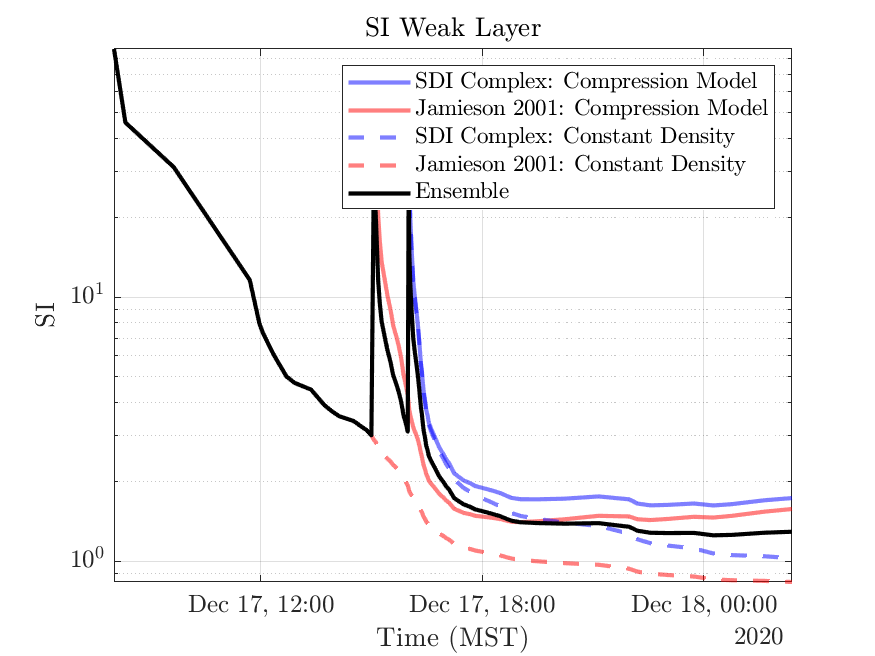 SI Weak Layer
SDI Complex: Compression Model
Jamieson 2001: Compression Model
SDI Complex: Constant Density
Jamieson 2001: Constant Density
Ensemble
SI
10^1
10^0
Dec 17, 12:00
Dec 17, 18:00
Dec 18, 00:00
Time (MST)
2020